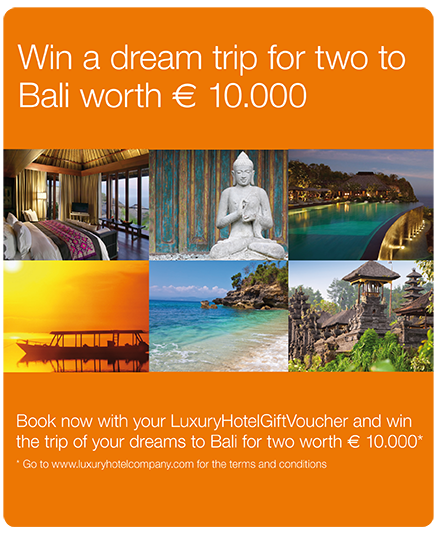 Win a dream trip for two to
Bali worth € 10.000
Book now with your LuxuryHotelGiftVoucher and win
the trip of your dreams to Bali for two worth € 10.000*
* Go to www.luxuryhotelcompany.com for the terms and conditions